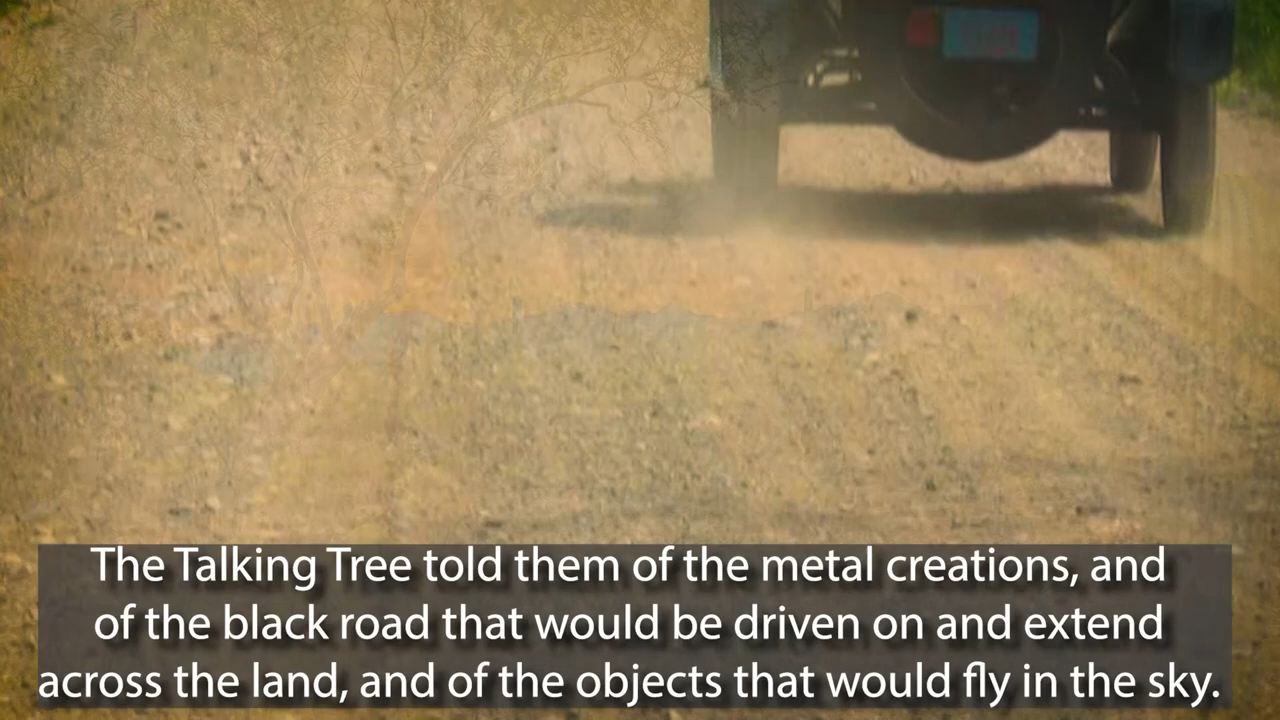 The Talking Tree told them of the metal creations, and
of the black road that would be driven on and extend
across the land, and of the objects that would fly in the sky.